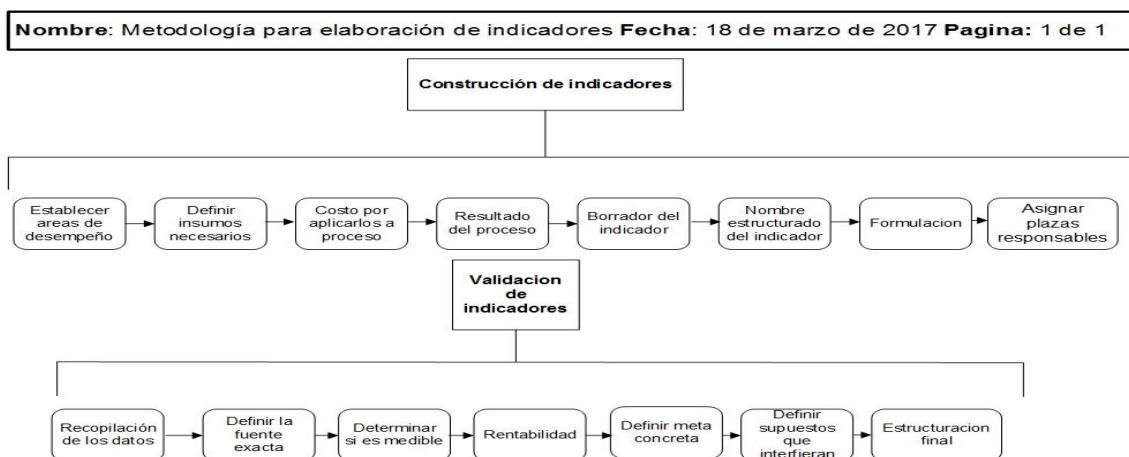 Nombre: Metodología para elaboración de indicadores Fecha: 18 de marzo de 2017 Pagina: 1 de 1
Construcción de indicadores
Establecer
areas de
desempeño
Definir
insumos
necesarios
Costo por
aplicarlos a
proceso
Resultado
del proceso
Borrador del
indicador
Nombre
estructurado
del indicador
Formulacion
Asignar
plazas
responsables
Validacion
de
indicadores
Recopilación
de los datos
Definir la
fuente
exacta
Determinar
si es medible
Rentabilidad
Definir meta
concreta
Definir
supuestos
que
interfieran
Estructuracion
final